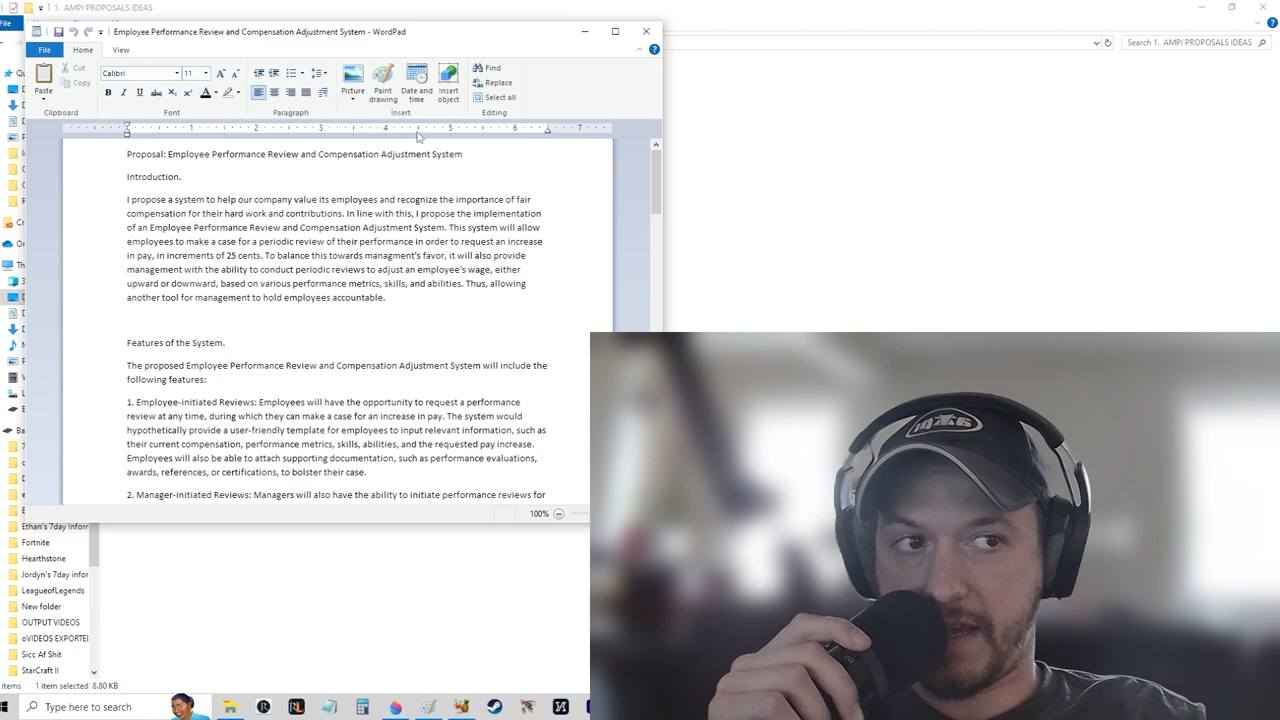 1. AMPI PROPOSALS IDEAS
File
Employee Performance Review and Compensation Adjustment System - WordPad
Search 1. AMPI PROPOSALS IDEAS
File
Home
View
Paste
Cut
Copy
Clipboard
Calibri
11
Font
Paragraph
Picture
Paint drawing
Date and time
Insert object
Insert
Find
Replace
Select all
Editing
1 2 3 4 5 6 7
Proposal: Employee Performance Review and Compensation Adjustment System
Introduction.
I propose a system to help our company value its employees and recognize the importance of fair
compensation for their hard work and contributions. In line with this, I propose the implementation
of an Employee Performance Review and Compensation Adjustment System. This system will allow
employees to make a case for a periodic review of their performance in order to request an increase
in pay, in increments of 25 cents. To balance this towards managment's favor, it will also provide
management with the ability to conduct periodic reviews to adjust an employee's wage, either
upward or downward, based on various performance metrics, skills, and abilities. Thus, allowing
another tool for management to hold employees accountable.
Features of the System.
The proposed Employee Performance Review and Compensation Adjustment System will include the
following features:
1. Employee-initiated Reviews: Employees will have the opportunity to request a performance
review at any time, during which they can make a case for an increase in pay. The system would
hypothetically provide a user-friendly template for employees to input relevant information, such as
their current compensation, performance metrics, skills, abilities, and the requested pay increase.
Employees will also be able to attach supporting documentation, such as performance evaluations,
awards, references, or certifications, to bolster their case.
2. Manager-initiated Reviews: Managers will also have the ability to initiate performance reviews for
100%
Ethan's 7day Inform
Fortnite
Hearthstone
Jordyn's 7day infor
LeagueofLegends
New folder
OUTPUT VIDEOS
oVIDEOS EXPORTED
Sicc Af Shit
StarCraft II
items
1 item selected 8.80 KB
Type here to search